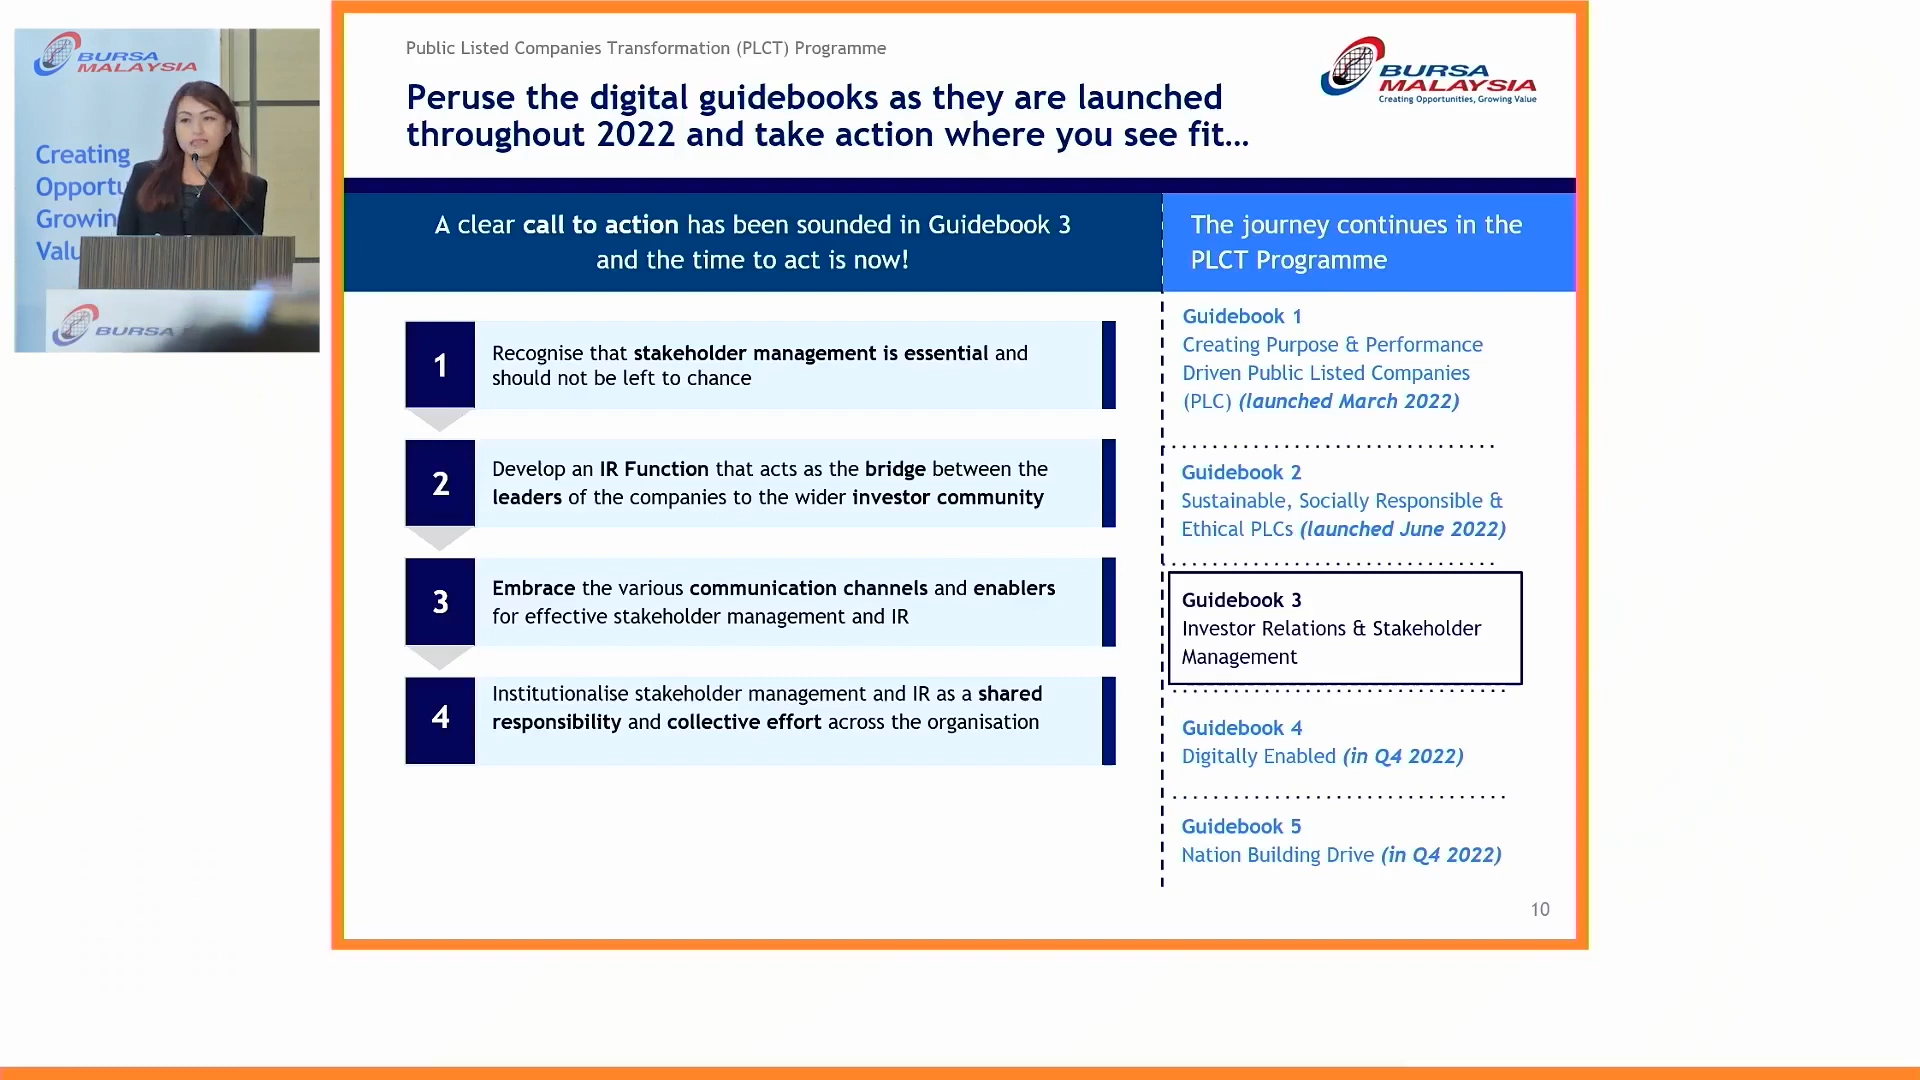 BURSA
MALAYSIA
Creating
Opportu
Growin
Valu
BURSA
Public Listed Companies Transformation (PLCT) Programme
Peruse the digital guidebooks as they are launched
throughout 2022 and take action where you see fit...
BURSA
MALAYSIA
Creating Opportunities, Growing Value
A clear call to action has been sounded in Guidebook 3
and the time to act is now!
1
Recognise that stakeholder management is essential and
should not be left to chance
2
Develop an IR Function that acts as the bridge between the
leaders of the companies to the wider investor community
3
Embrace the various communication channels and enablers
for effective stakeholder management and IR
4
Institutionalise stakeholder management and IR as a shared
responsibility and collective effort across the organisation
The journey continues in the
PLCT Programme
Guidebook 1
Creating Purpose & Performance
Driven Public Listed Companies
(PLC) (launched March 2022)
Guidebook 2
Sustainable, Socially Responsible &
Ethical PLCs (launched June 2022)
Guidebook 3
Investor Relations & Stakeholder
Management
Guidebook 4
Digitally Enabled (in Q4 2022)
Guidebook 5
Nation Building Drive (in Q4 2022)
10